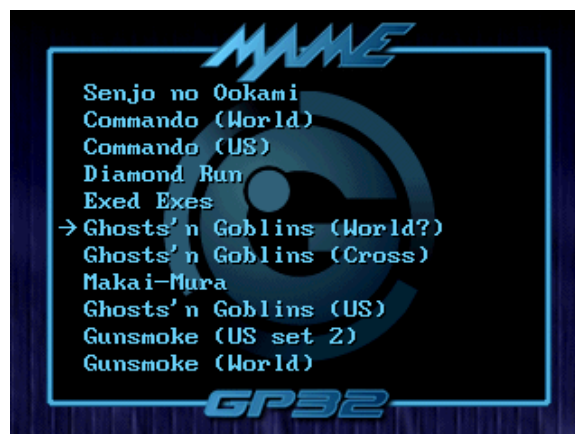 MAME
Senjo no Ookami
Commando (World)
Commando (US)
Diamond Run
Exed Exes
→Ghosts'n Goblins (World?)
Ghosts'n Goblins (Cross)
Makai-Mura
Ghosts'n Goblins (US)
Gunsmoke (US set 2)
Gunsmoke (World)
GP32